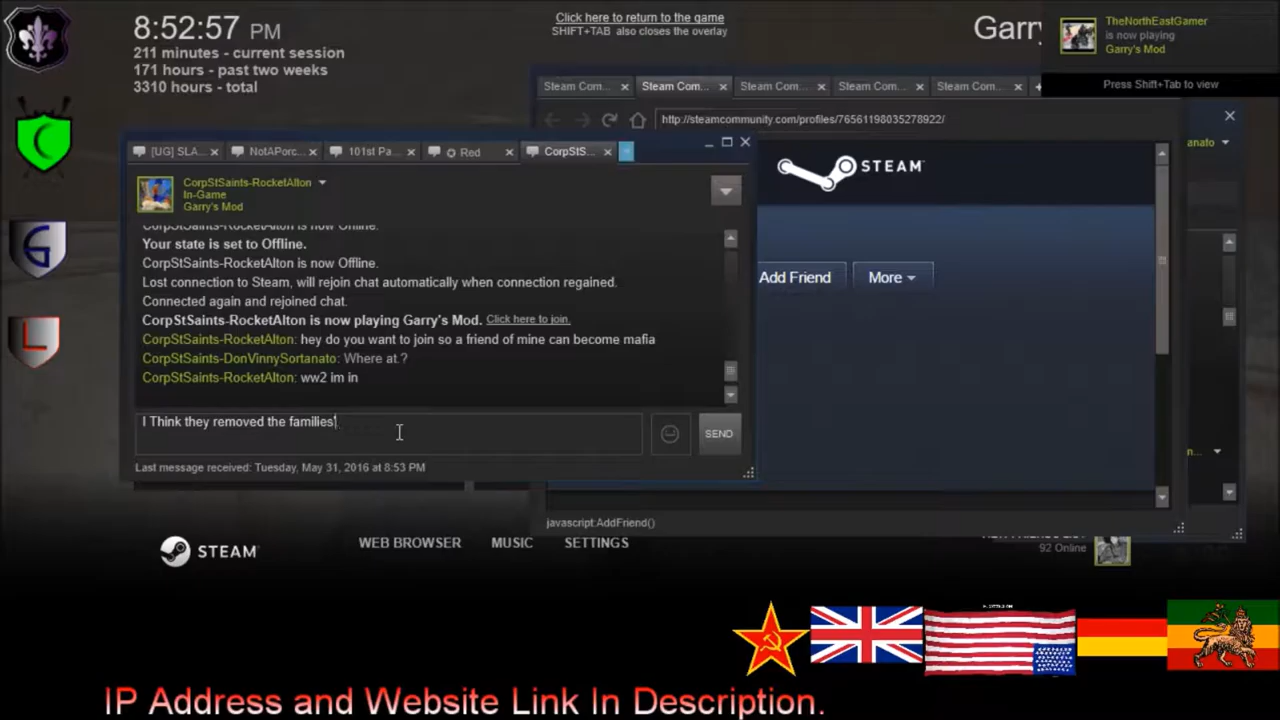 8:52:57 PM
211 minutes - current session
171 hours - past two weeks
3310 hours - total
Click here to return to the game
SHIFT+TAB also closes the overlay
Garry
TheNorthEastGamer
is now playing
Garry's Mod
Press Shift+Tab to view
Steam Com... x
Steam Com... x
Steam Com... x
Steam Com... x
Steam Com... x
+
http://steamcommunity.com/profiles/76561198035278922/
anato
STEAM™
Add Friend
More
[UG] SLA... x
NotAPorc... x
101st Pa... x
Red x
CorpStS... x
CorpStSaints-RocketAlton
In-Game
Garry's Mod
CorpStSaints-RocketAlton is now Online.
Your state is set to Offline.
CorpStSaints-RocketAlton is now Offline.
Lost connection to Steam, will rejoin chat automatically when connection regained.
Connected again and rejoined chat.
CorpStSaints-RocketAlton is now playing Garry's Mod. Click here to join.
CorpStSaints-RocketAlton: hey do you want to join so a friend of mine can become mafia
CorpStSaints-DonVinnySortanato: Where at.?
CorpStSaints-RocketAlton: ww2 im in
I Think they removed the families'
SEND
Last message received: Tuesday, May 31, 2016 at 8:53 PM
n...
javascript:AddFriend()
STEAM™
WEB BROWSER
MUSIC
SETTINGS
92 Online
G
L
IP Address and Website Link In Description.